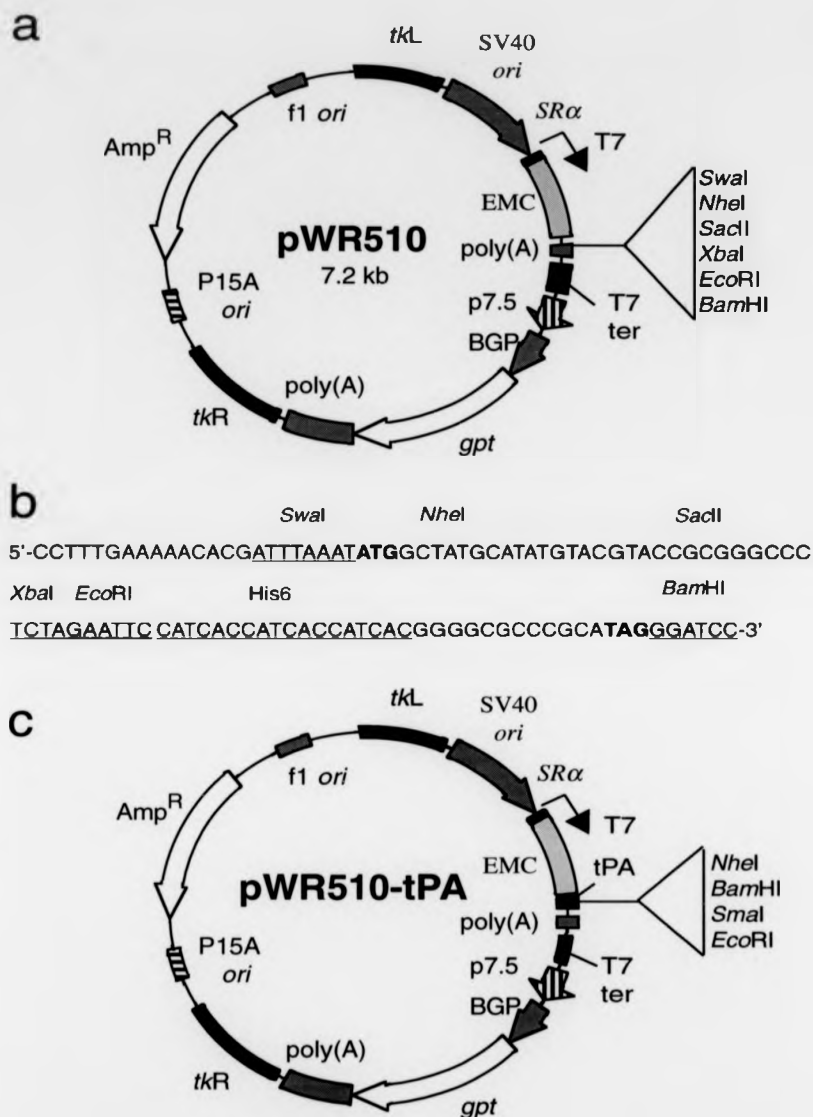 a
tkL
SV40
ori
SRα
f1 ori
T7
AmpR
EMC
SwaI
NheI
SacII
XbaI
EcoRI
BamHI
pWR510
7.2 kb
poly(A)
P15A
ori
p7.5
T7
ter
BGP
poly(A)
tkR
gpt
b
SwaI NheI SacII
5'-CCTTTGAAAAACACGATTTAAATATGGCTATGCATATGTACGTACCGCGGGCCC
XbaI EcoRI His6 BamHI
TCTAGAATTC CATCACCATCACCATCACGGGGCGCCCGCATAGGGATCC-3'
c
tkL
SV40
ori
SRα
f1 ori
T7
AmpR
EMC
tPA
NheI
BamHI
SmaI
EcoRI
pWR510-tPA
poly(A)
P15A
ori
p7.5
T7
ter
BGP
poly(A)
tkR
gpt